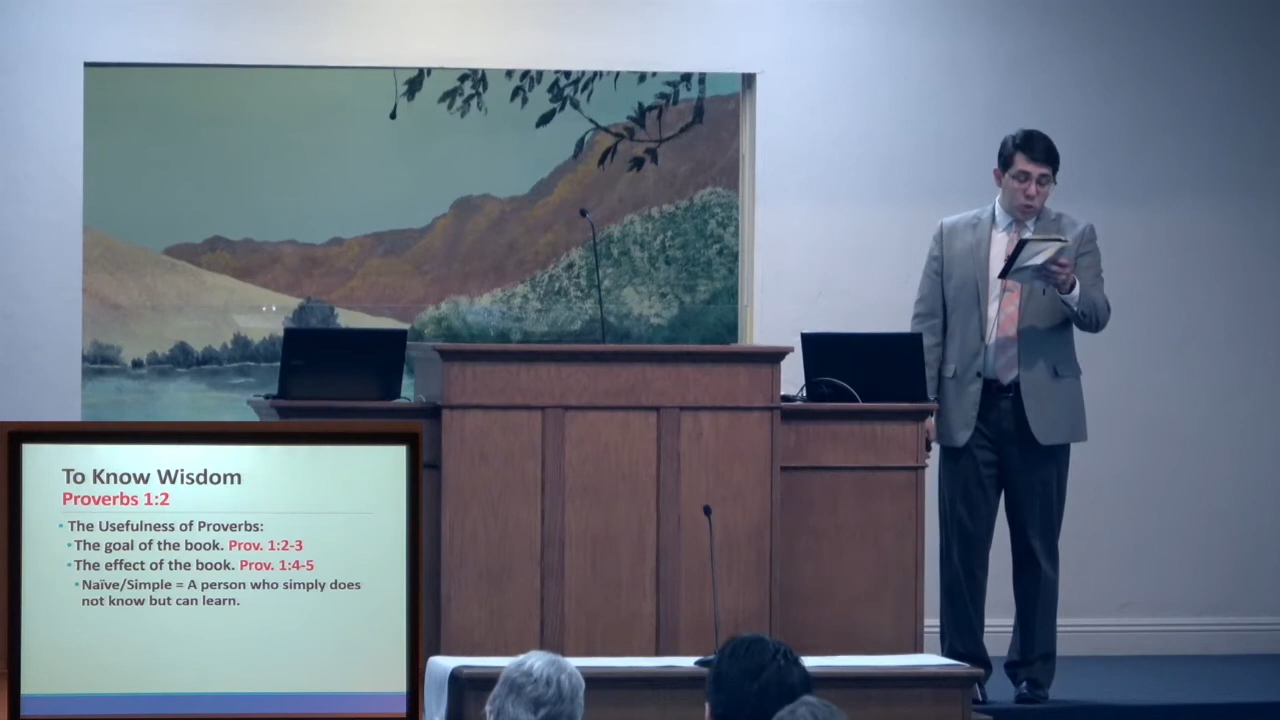 To Know Wisdom
Proverbs 1:2
• The Usefulness of Proverbs:
• The goal of the book. Prov. 1:2-3
• The effect of the book. Prov. 1:4-5
• Naïve/Simple = A person who simply does
not know but can learn.